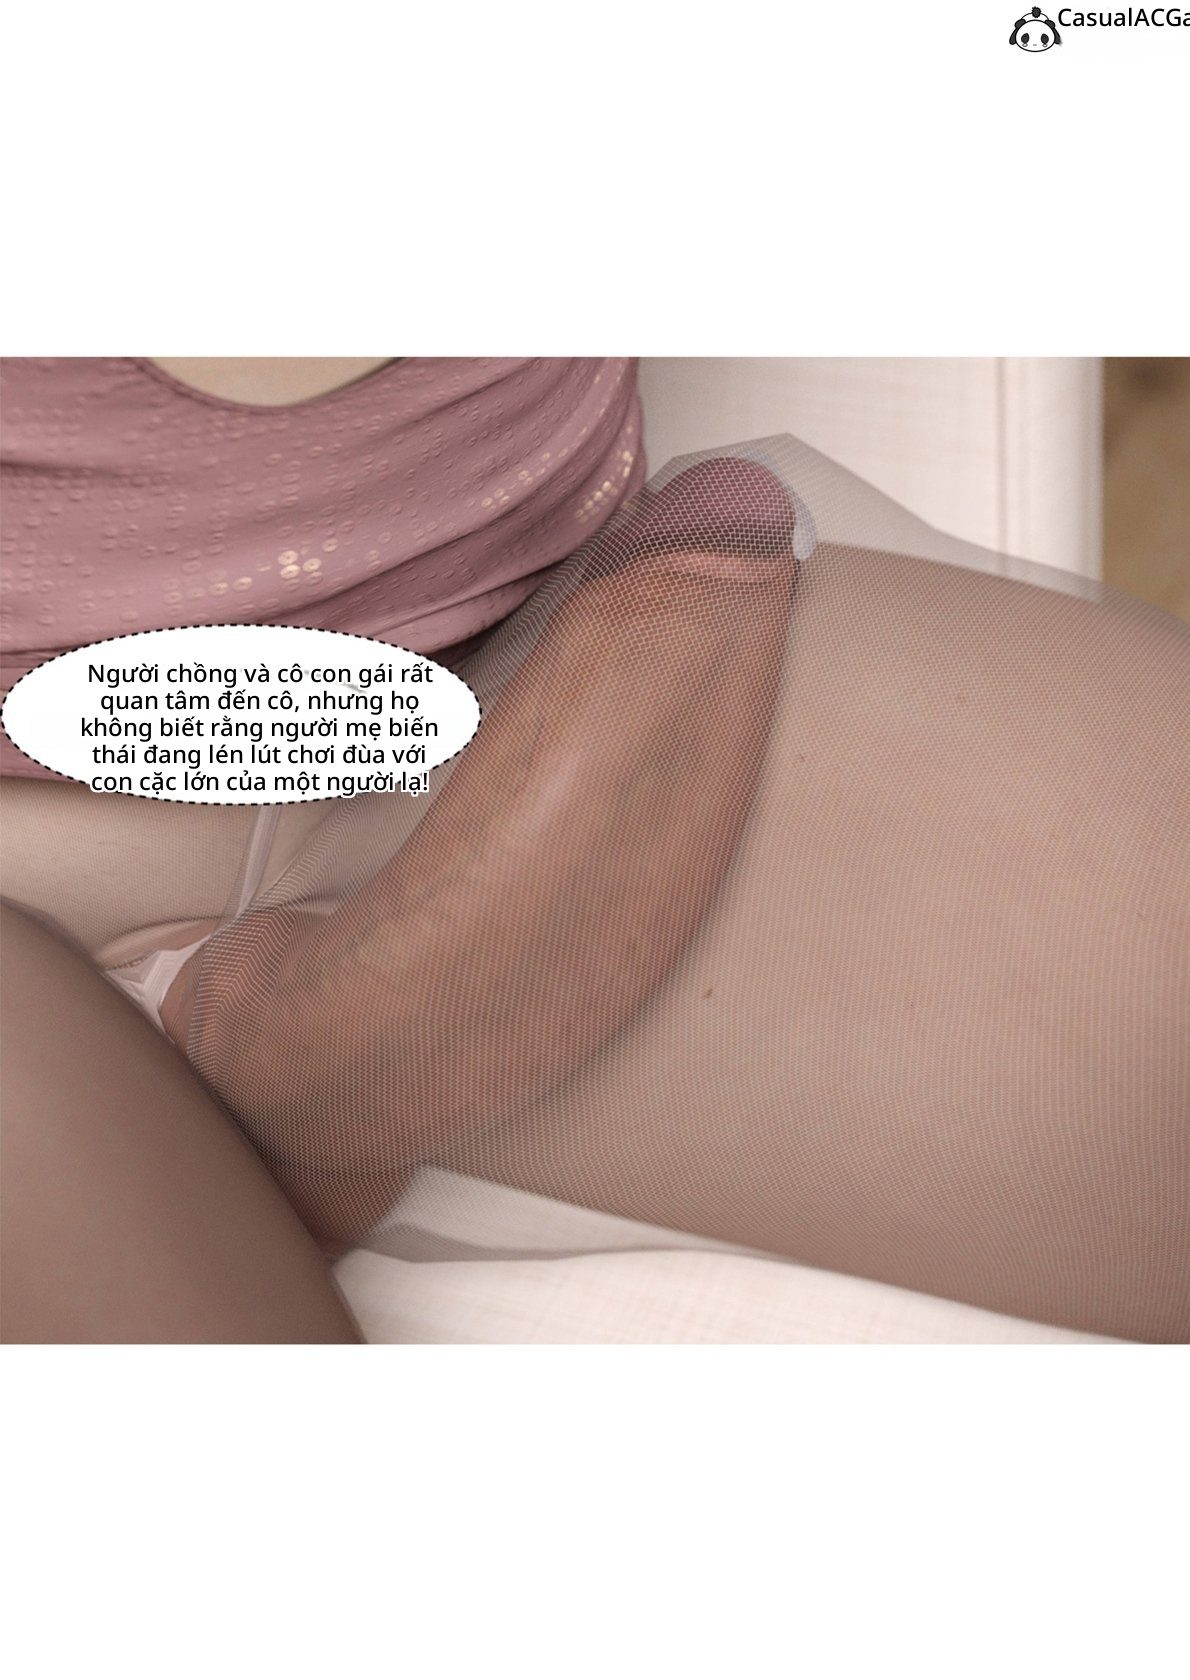 CasualACGa
Người chồng và cô con gái rất
quan tâm đến cô, nhưng họ
không biết rằng người mẹ biến
thái đang lén lút chơi đùa với
con cặc lớn của một người lạ!